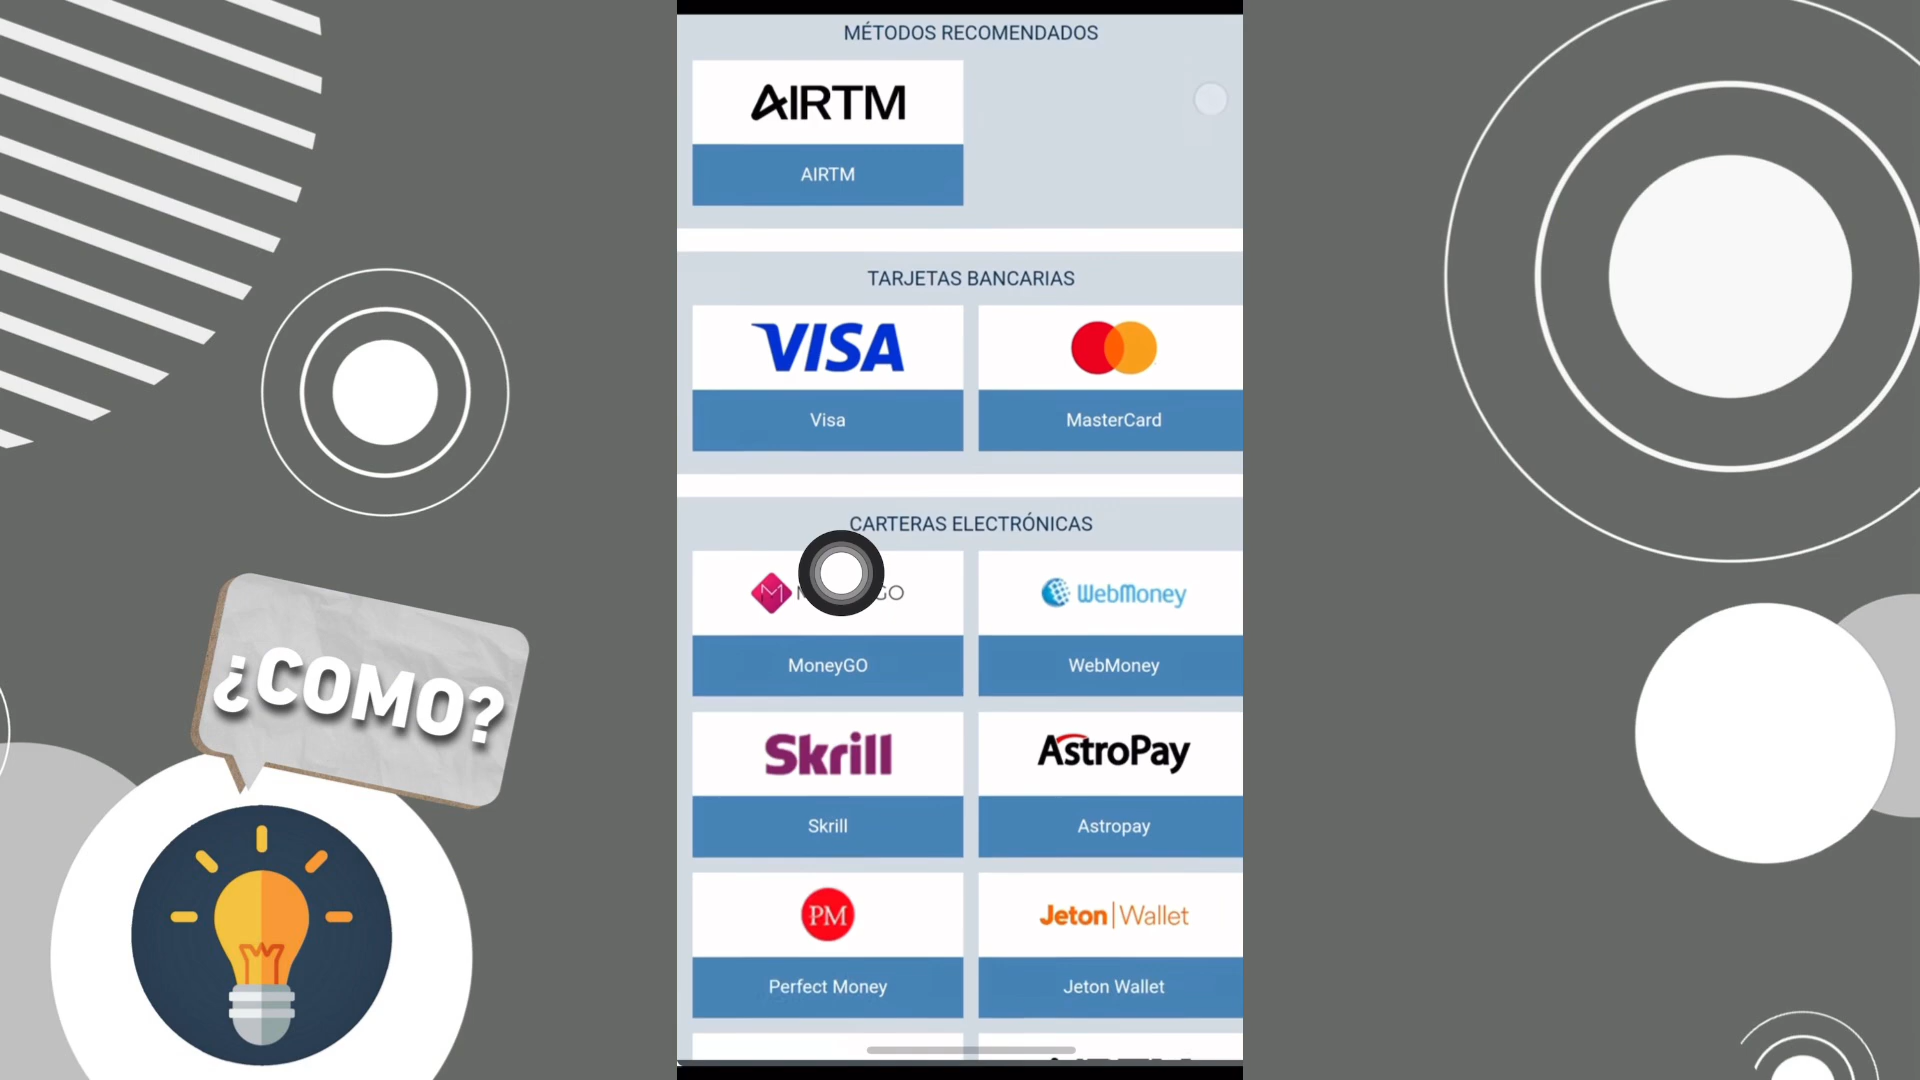 MÉTODOS RECOMENDADOS
AIRTM
AIRTM
TARJETAS BANCARIAS
VISA
Visa
MasterCard
CARTERAS ELECTRÓNICAS
WebMoney
MoneyGO
WebMoney
Skrill
AstroPay
Skrill
Astropay
PM
Jeton|Wallet
Perfect Money
Jeton Wallet
¿COMO?